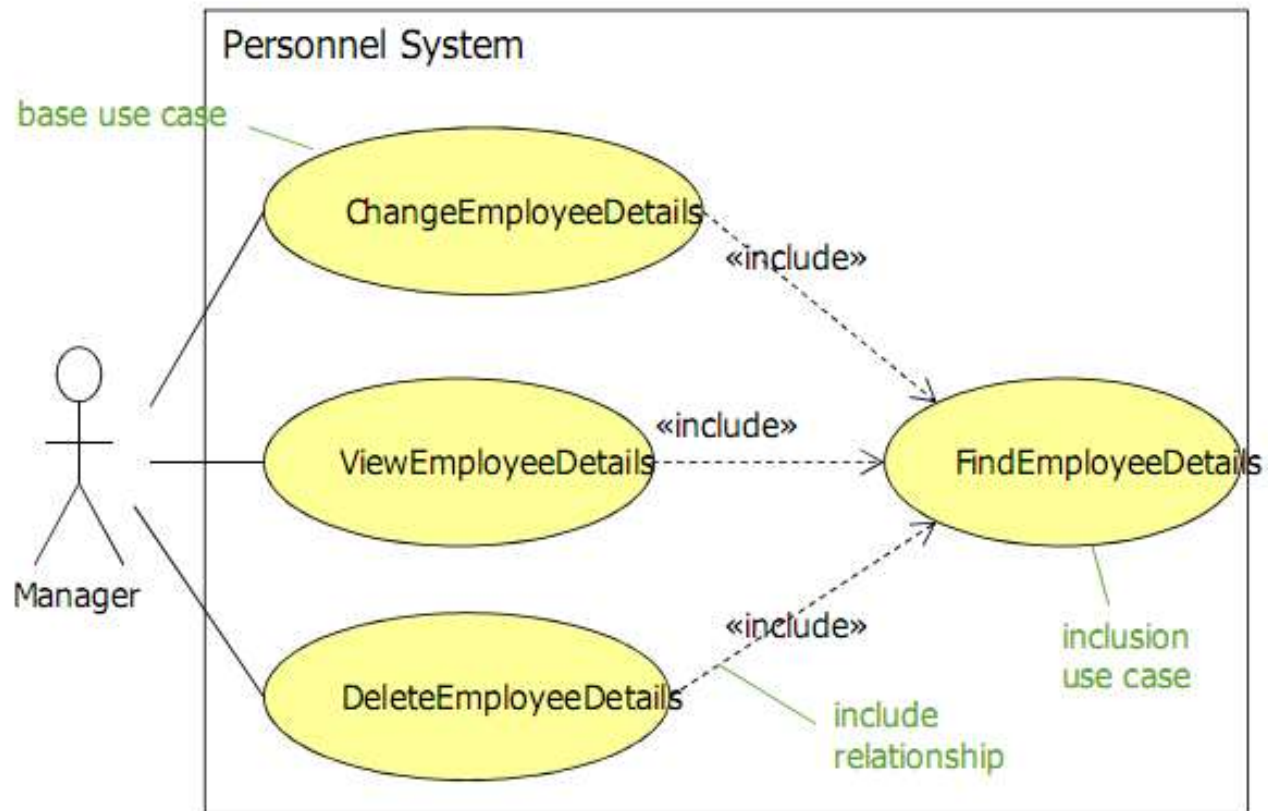 Personnel System
base use case
ChangeEmployeeDetails
«include»
«include»
ViewEmployeeDetails
FindEmployeeDetails
Manager
«include»
inclusion
use case
DeleteEmployeeDetails
include
relationship